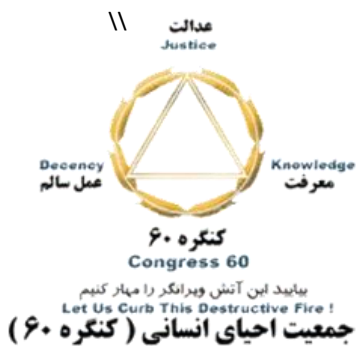 \\
عدالت
Justice
Decency
عمل سالم
Knowledge
معرفت
کنگره ۶۰
Congress 60
بیایید این آتش ویرانگر را مهار کنیم
Let Us Curb This Destructive Fire !
جمعیت احیای انسانی ( کنگره ۶۰ )